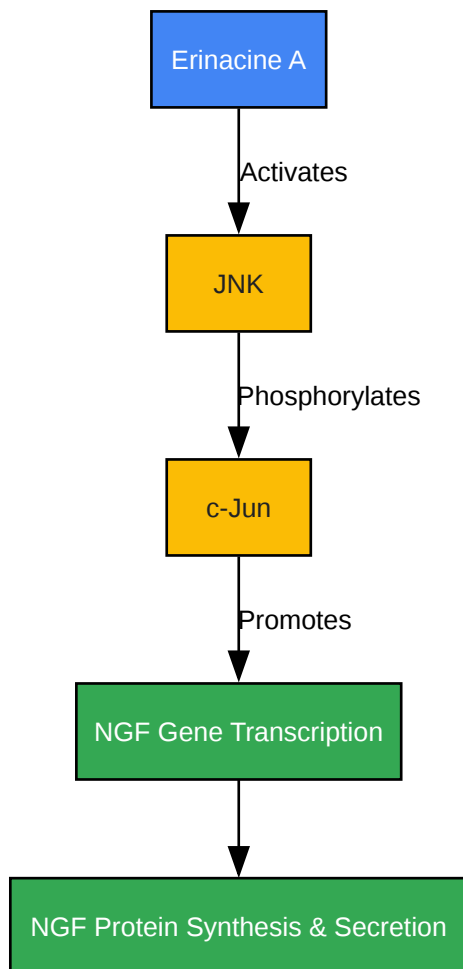 Erinacine A
Activates
JNK
Phosphorylates
c-Jun
Promotes
NGF Gene Transcription
NGF Protein Synthesis & Secretion